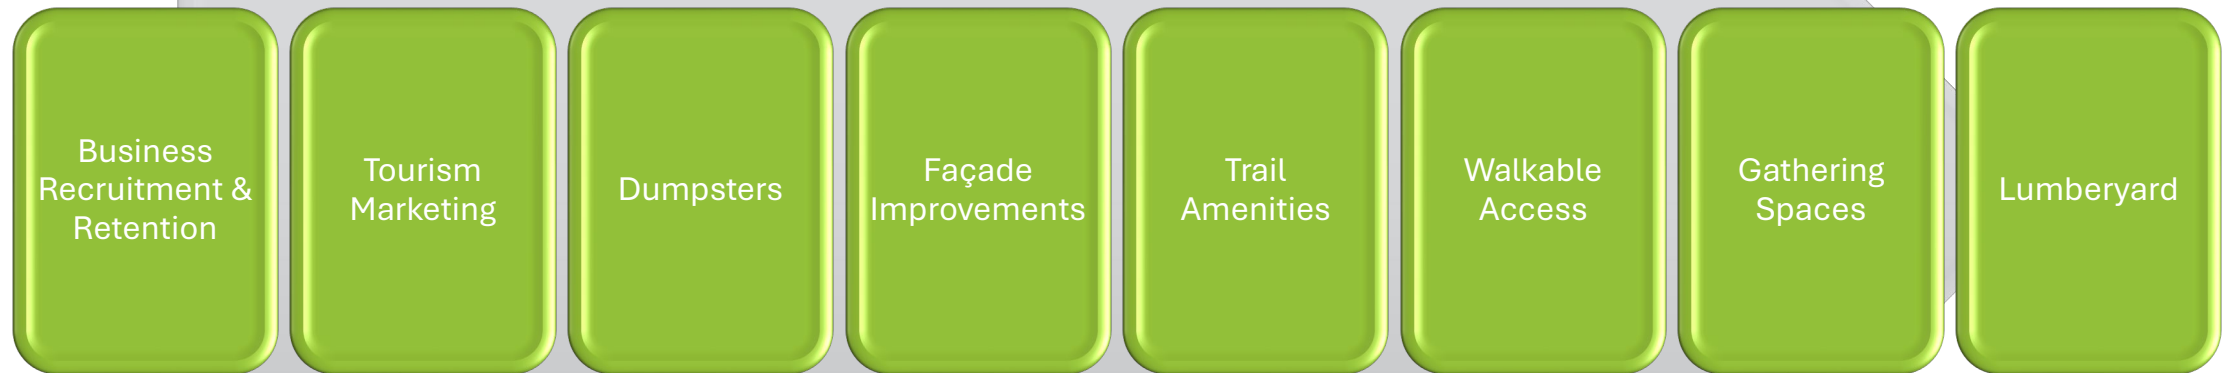 Business
Recruitment &
Retention
Tourism
Marketing
Dumpsters
Façade
Improvements
Trail
Amenities
Walkable
Access
Gathering
Spaces
Lumberyard